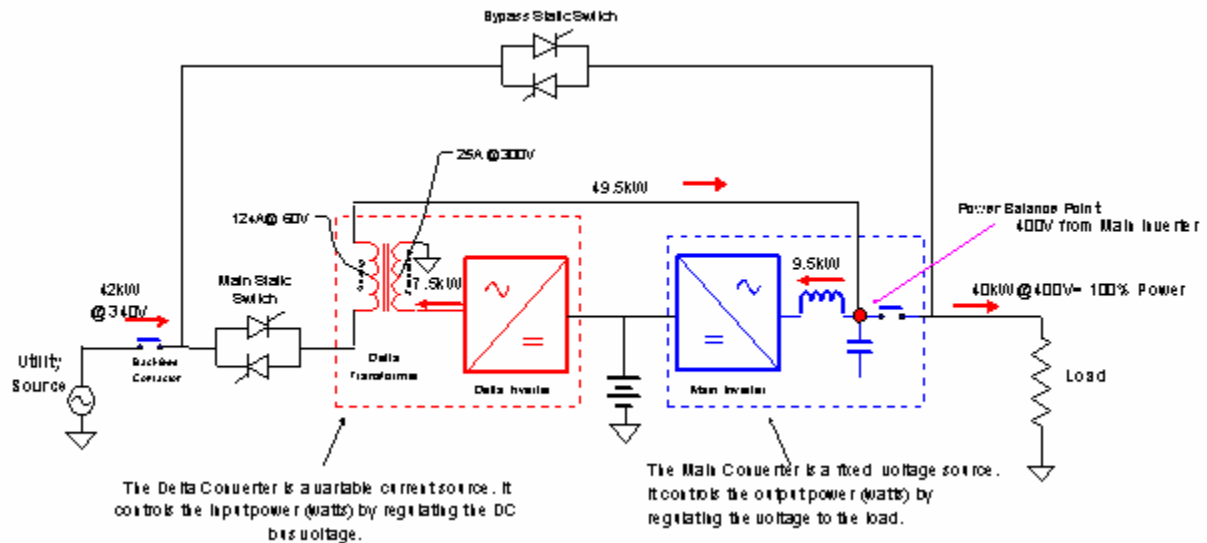 Bypass Static Switch
25A @300V
49.5kW
124A@ 60V
Power Balance Point
400V from Main Inverter
7.5kW
9.5kW
42kW
@340V
Main Static
Switch
40kW @400V= 100% Power
Utility
Source
Backfeed
Contactor
Delta
Transformer
Delta Inverter
Main Inverter
Load
The Delta Converter is a variable current source. It
controls the input power (watts) by regulating the DC
bus voltage.
The Main Converter is a fixed voltage source.
It controls the output power (watts) by
regulating the voltage to the load.